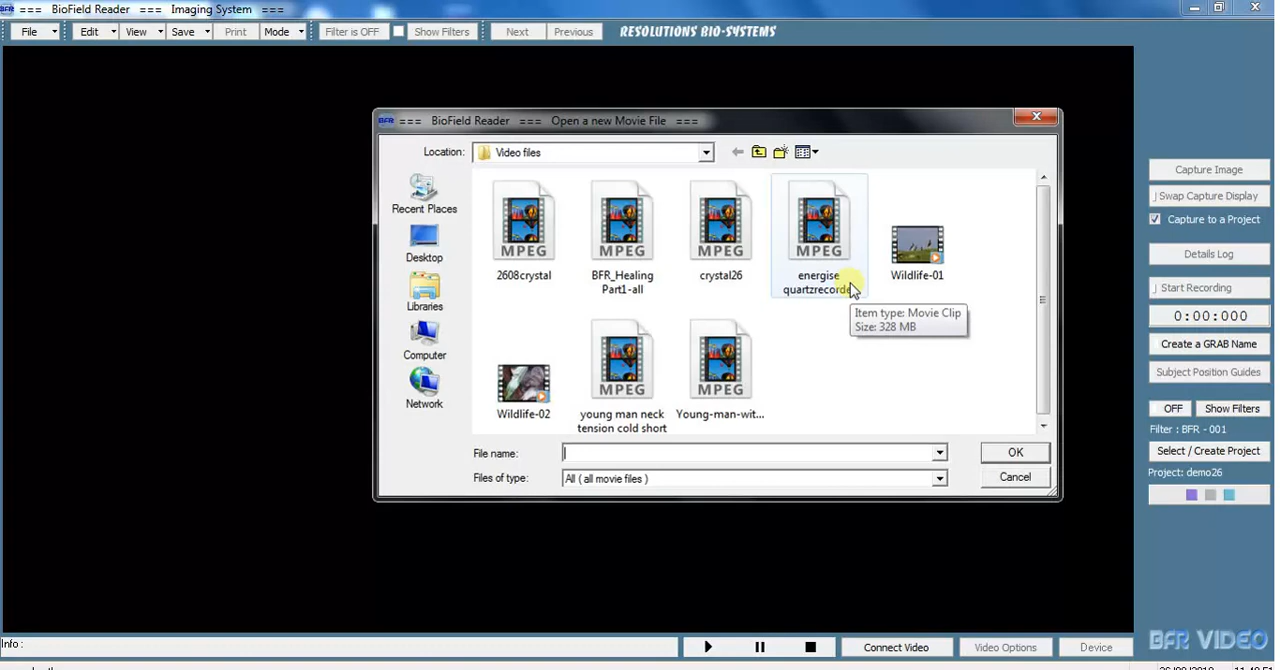 === BioField Reader === Imaging System ===
File Edit View Save Print Mode Filter is OFF Show Filters Next Previous RESOLUTIONS BIO-SYSTEMS
BFR === BioField Reader === Open a new Movie File ===
Location: Video files
Recent Places
Desktop
Libraries
Computer
Network
MPEG MPEG MPEG MPEG
2608crystal BFR_Healing crystal26 energise Wildlife-01
Part1-all quartzrecorde
Item type: Movie Clip
Size: 328 MB
MPEG MPEG
Wildlife-02 young man neck Young-man-wit...
tension cold short
File name: OK
Files of type: All ( all movie files ) Cancel
Capture Image
Swap Capture Display
Capture to a Project
Details Log
Start Recording
0:00:000
Create a GRAB Name
Subject Position Guides
OFF Show Filters
Filter : BFR - 001
Select / Create Project
Project: demo26
Info : Connect Video Video Options Device BFR VIDEO